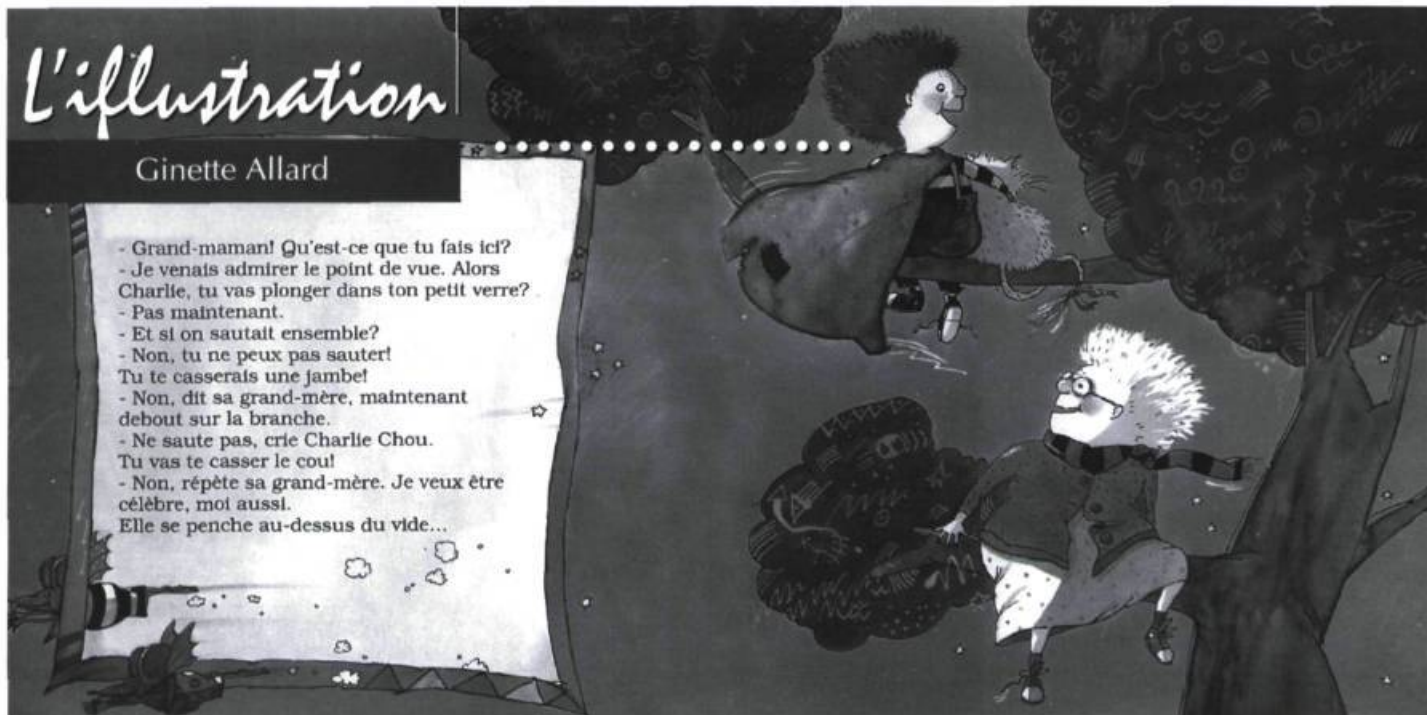 L'illustration
Ginette Allard
- Grand-maman! Qu'est-ce que tu fais ici?
- Je venais admirer le point de vue. Alors
Charlie, tu vas plonger dans ton petit verre?
- Pas maintenant.
- Et si on sautait ensemble?
- Non, tu ne peux pas sauter!
Tu te casserais une jambe!
- Non, dit sa grand-mère, maintenant
debout sur la branche.
- Ne saute pas, crie Charlie Chou.
Tu vas te casser le cou!
- Non, répète sa grand-mère. Je veux être
célèbre, moi aussi.
Elle se penche au-dessus du vide...